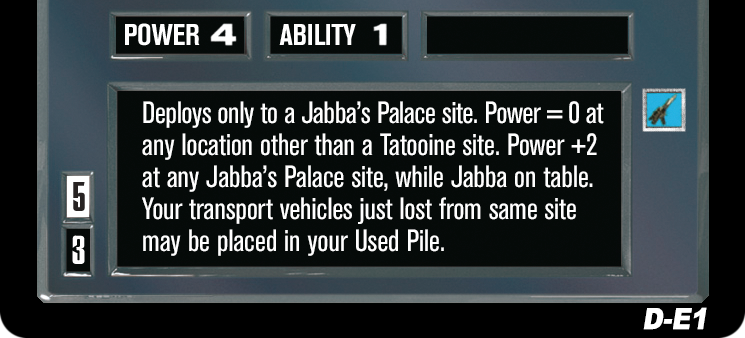 POWER 4 ABILITY 1
Deploys only to a Jabba's Palace site. Power = 0 at
any location other than a Tatooine site. Power +2
at any Jabba's Palace site, while Jabba on table.
Your transport vehicles just lost from same site
may be placed in your Used Pile.
5
3
D-E1